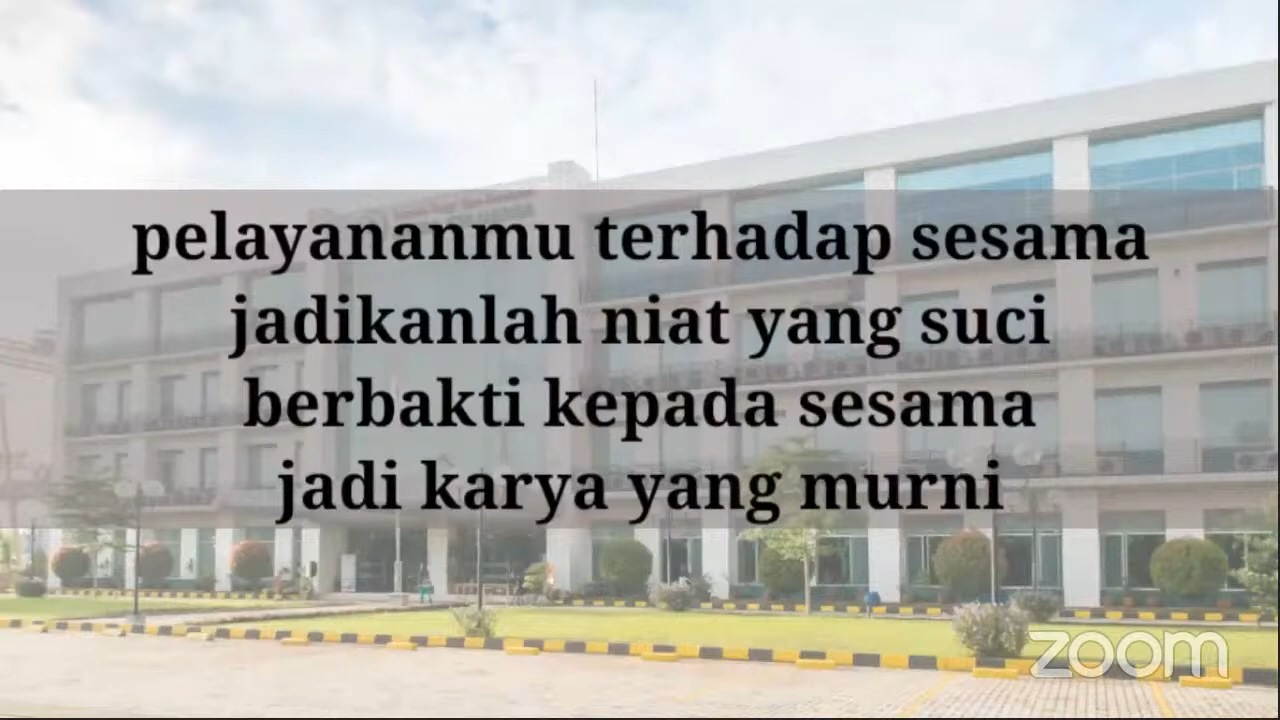 pelayananmu terhadap sesama
jadikanlah niat yang suci
berbakti kepada sesama
jadi karya yang murni
zoom